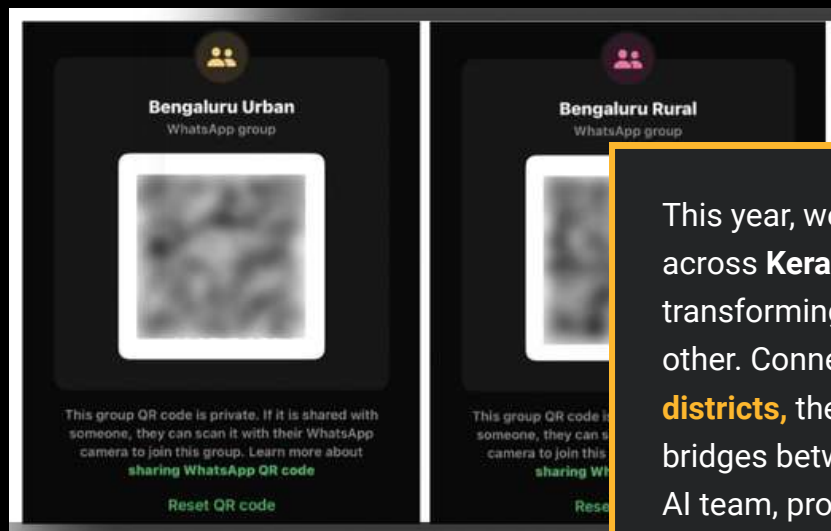 Bengaluru Urban
WhatsApp group
This group QR code is private. If it is shared with
someone, they can scan it with their WhatsApp
camera to join this group. Learn more about
sharing WhatsApp QR code
Reset QR code
Bengaluru Rural
WhatsApp group
This group QR code is
someone, they can s
camera to join this
sharing Wh
Rese
This year, we
across Kera
transforming
other. Conne
districts, the
bridges betw
AI team, pro